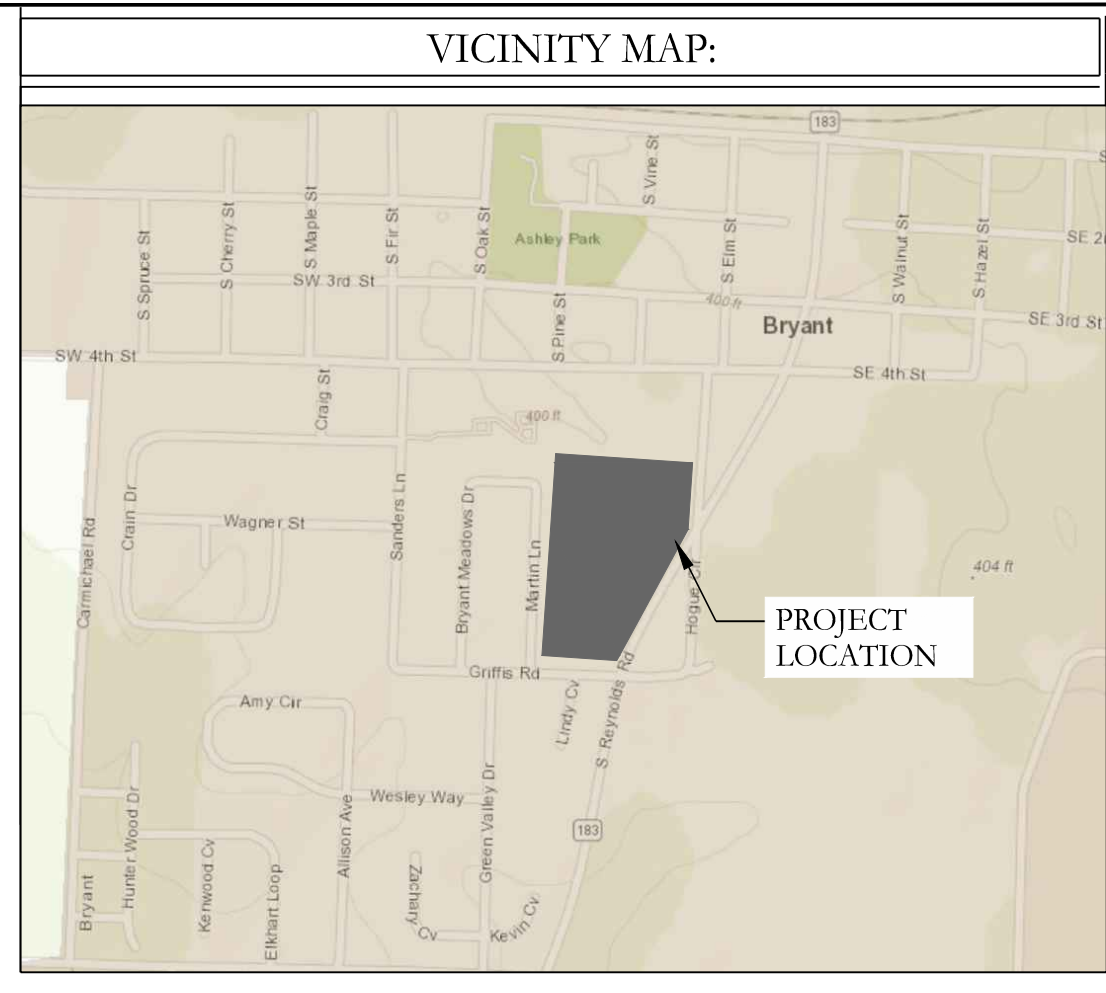 VICINITY MAP:
183
S Vine St
S Maple St
S Cherry St
S Fir St
S Oak St
Ashley Park
S Elm St
S Walnut St
S Hazel St
S Spruce St
SW 3rd St
S Pine St
400 ft
Bryant
SE 3rd St
SW 4th St
SE 4th St
Craig St
400 ft
Crain Dr
Wagner St
Sanders Ln
Bryant Meadows Dr
Martin Ln
Carmichael Rd
Hogue Cir
404 ft
PROJECT
LOCATION
Griffis Rd
Lindy Cv
S Reynolds Rd
Amy Cir
Wesley Way
Green Valley Dr
Allison Ave
183
Hunter Wood Dr
Kenwood Cv
Elkhart Loop
Bryant
Zachary Cv
Kevin Cv